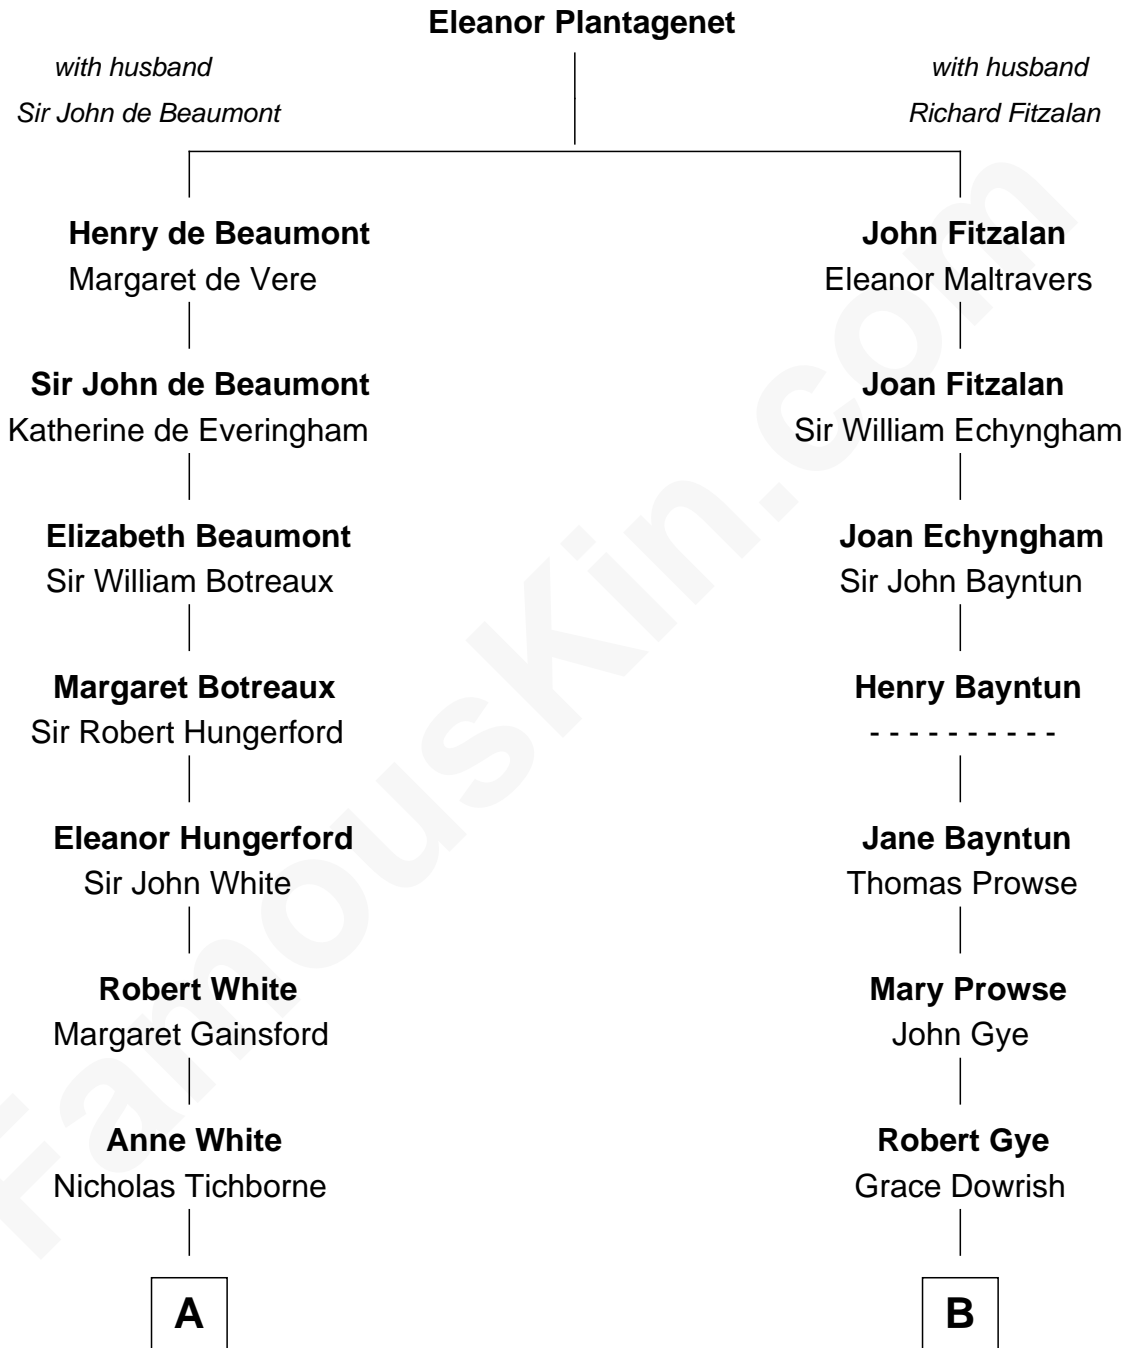 Eleanor Plantagenet
with husband
Sir John de Beaumont
with husband
Richard Fitzalan
Henry de Beaumont
Margaret de Vere
John Fitzalan
Eleanor Maltravers
Sir John de Beaumont
Katherine de Everingham
Joan Fitzalan
Sir William Echyngham
Elizabeth Beaumont
Sir William Botreaux
Joan Echyngham
Sir John Bayntun
Margaret Botreaux
Sir Robert Hungerford
Henry Bayntun
- - - - - - - - - -
Eleanor Hungerford
Sir John White
Jane Bayntun
Thomas Prowse
Robert White
Margaret Gainsford
Mary Prowse
John Gye
Anne White
Nicholas Tichborne
Robert Gye
Grace Dowrish
A
B
FamousKin.com